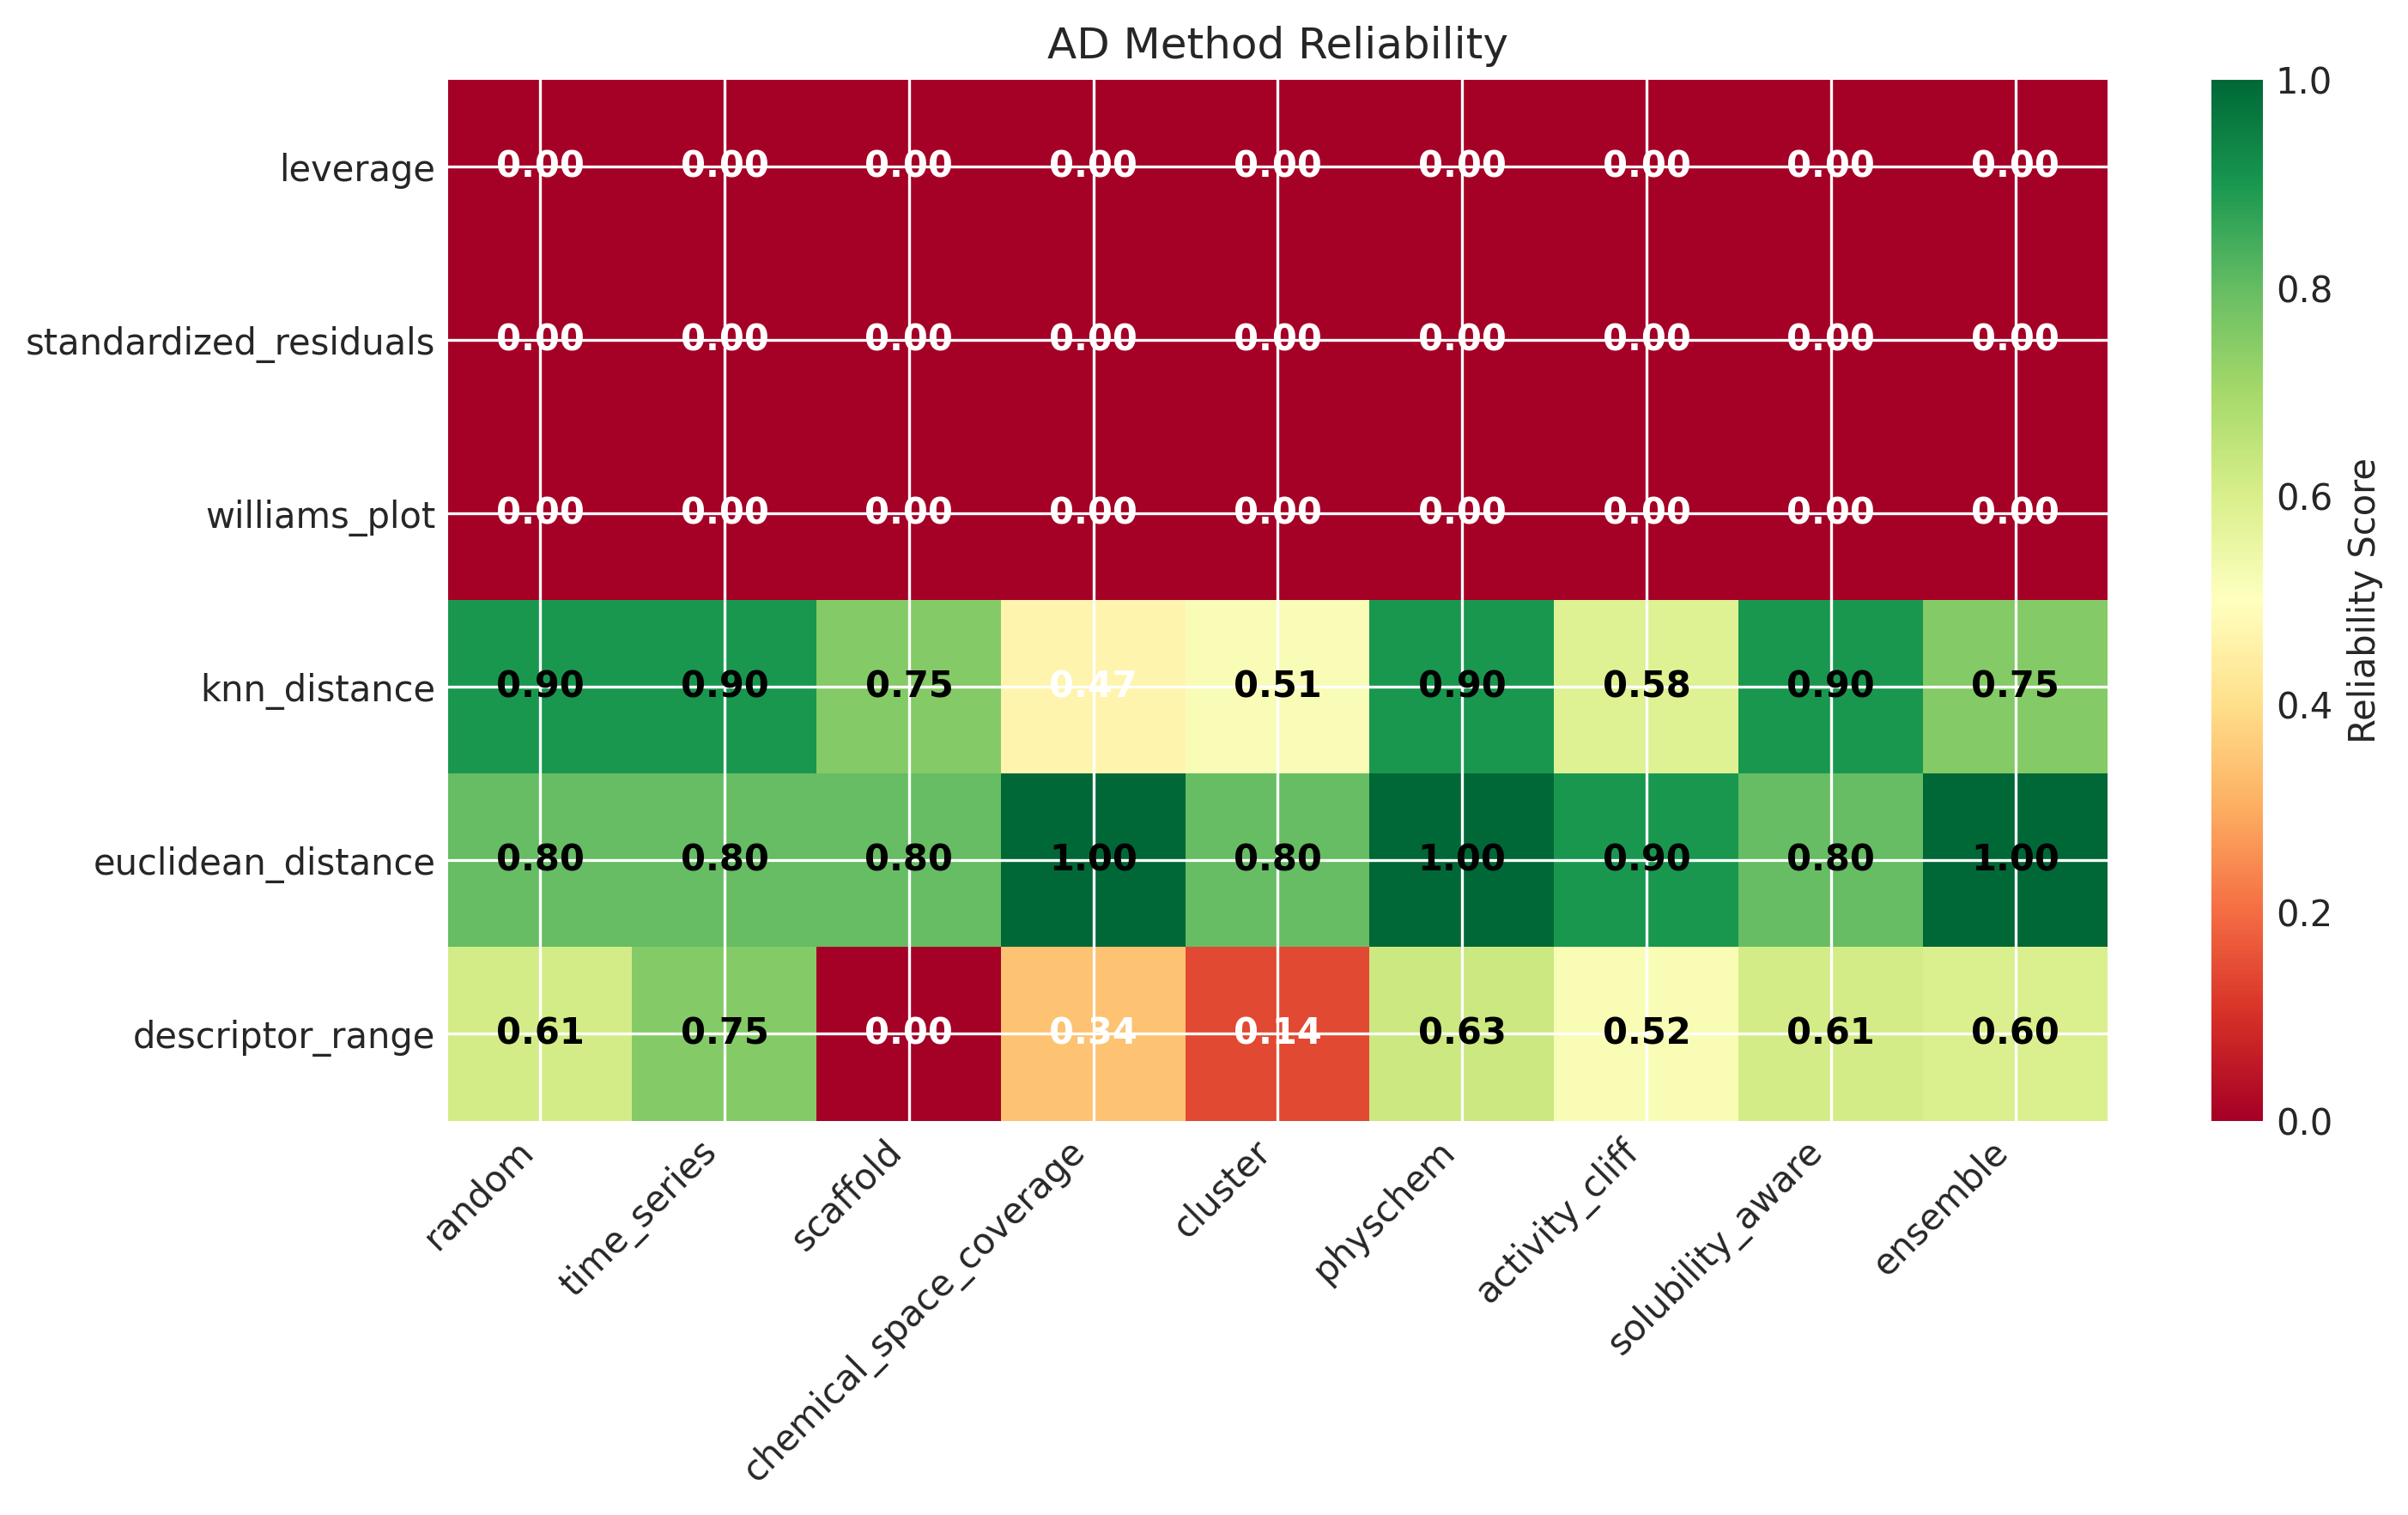 AD Method Reliability
leverage 0.00 0.00 0.00 0.00 0.00 0.00 0.00 0.00 0.00
standardized_residuals 0.00 0.00 0.00 0.00 0.00 0.00 0.00 0.00 0.00
williams_plot 0.00 0.00 0.00 0.00 0.00 0.00 0.00 0.00 0.00
knn_distance 0.90 0.90 0.75 0.47 0.51 0.90 0.58 0.90 0.75
euclidean_distance 0.80 0.80 0.80 1.00 0.80 1.00 0.90 0.80 1.00
descriptor_range 0.61 0.75 0.00 0.34 0.14 0.63 0.52 0.61 0.60
random
time_series
scaffold
chemical_space_coverage
cluster
physchem
activity_cliff
solubility_aware
ensemble
1.0
0.8
0.6
0.4
0.2
0.0
Reliability Score